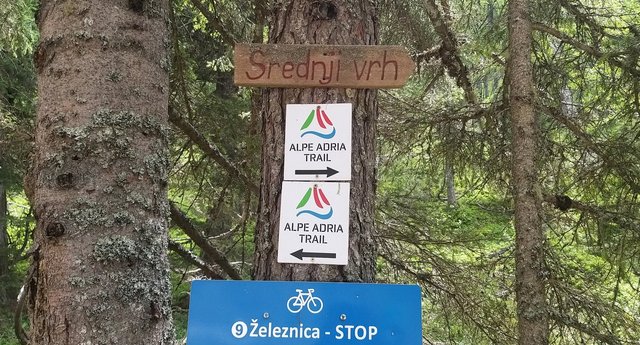 Srednji vrh
ALPE ADRIA
TRAIL
ALPE ADRIA
TRAIL
9 Železnica - STOP